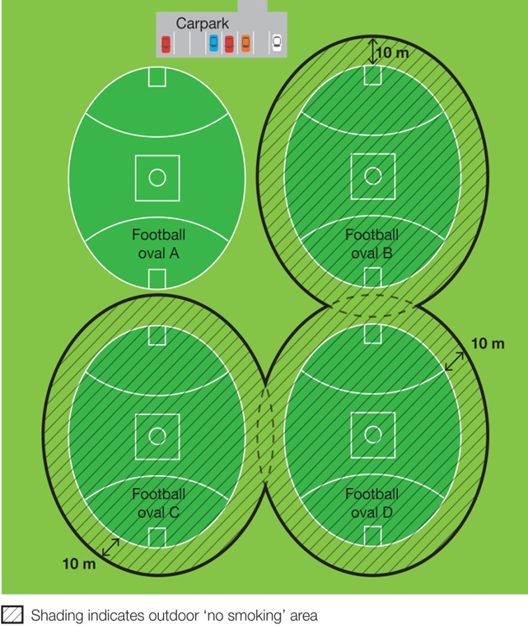 Carpark
10 m
Football
oval A
Football
oval B
10 m
Football
oval C
Football
oval D
10 m
Shading indicates outdoor ‘no smoking’ area